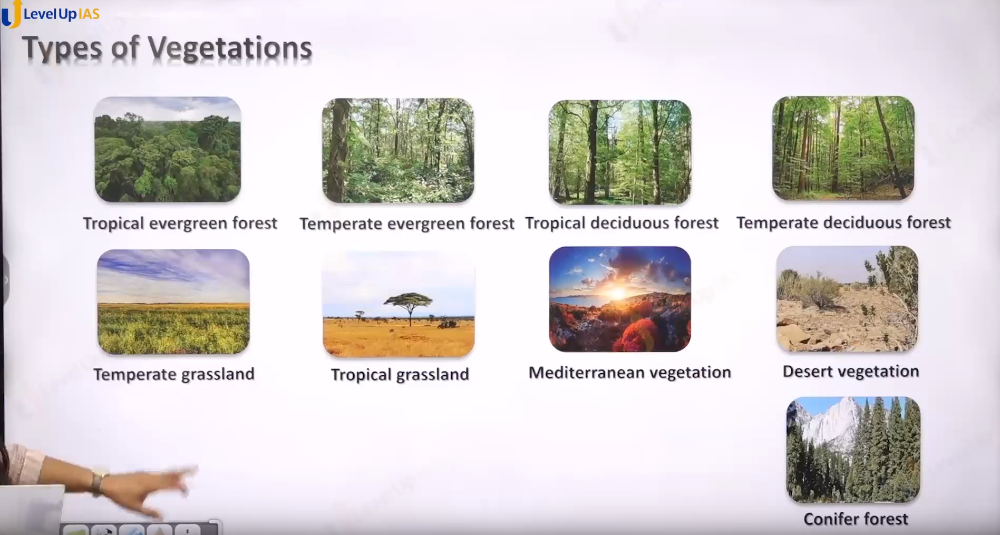 Level Up IAS
Types of Vegetations
Tropical evergreen forest
Temperate evergreen forest
Tropical deciduous forest
Temperate deciduous forest
Temperate grassland
Tropical grassland
Mediterranean vegetation
Desert vegetation
Conifer forest